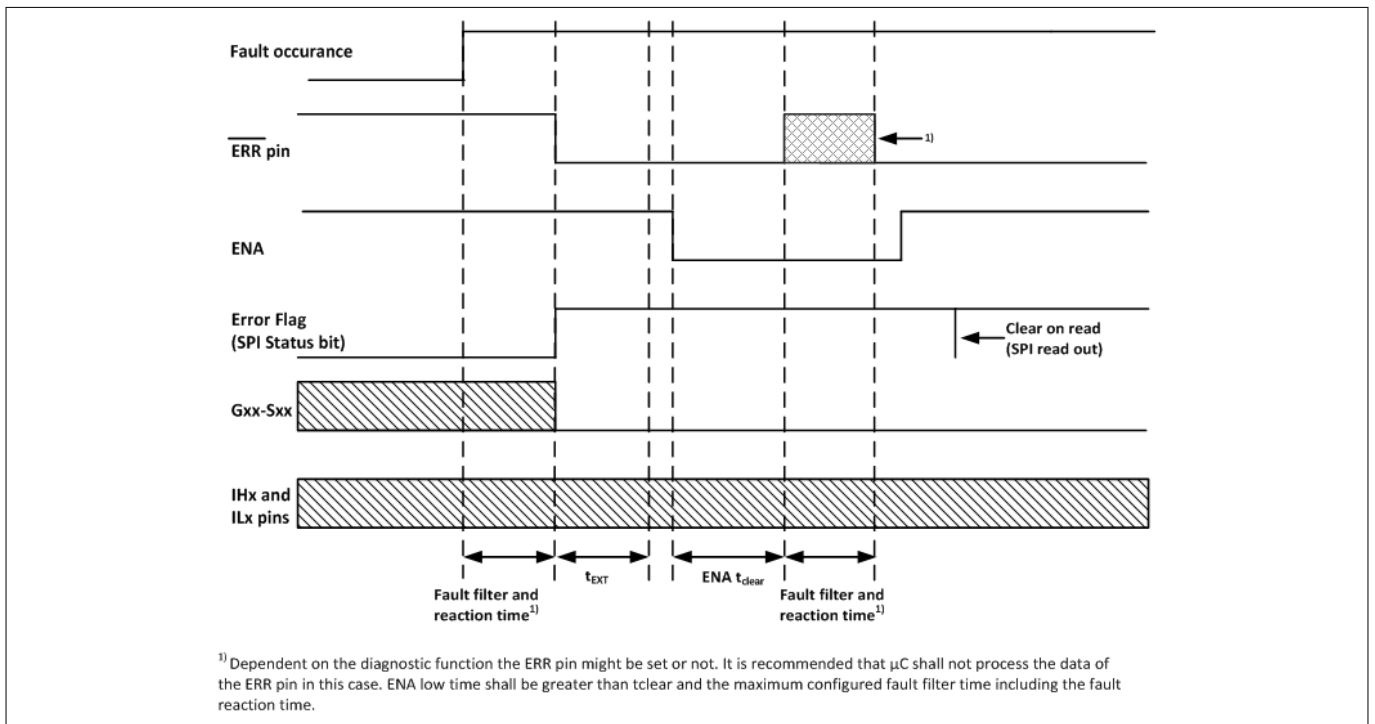 Fault occurance
ERR pin
1)
ENA
Error Flag
(SPI Status bit)
Clear on read
(SPI read out)
Gxx-Sxx
IHx and
ILx pins
tEXT
ENA tclear
Fault filter and
reaction time1)
Fault filter and
reaction time1)
1) Dependent on the diagnostic function the ERR pin might be set or not. It is recommended that µC shall not process the data of
the ERR pin in this case. ENA low time shall be greater than tclear and the maximum configured fault filter time including the fault
reaction time.